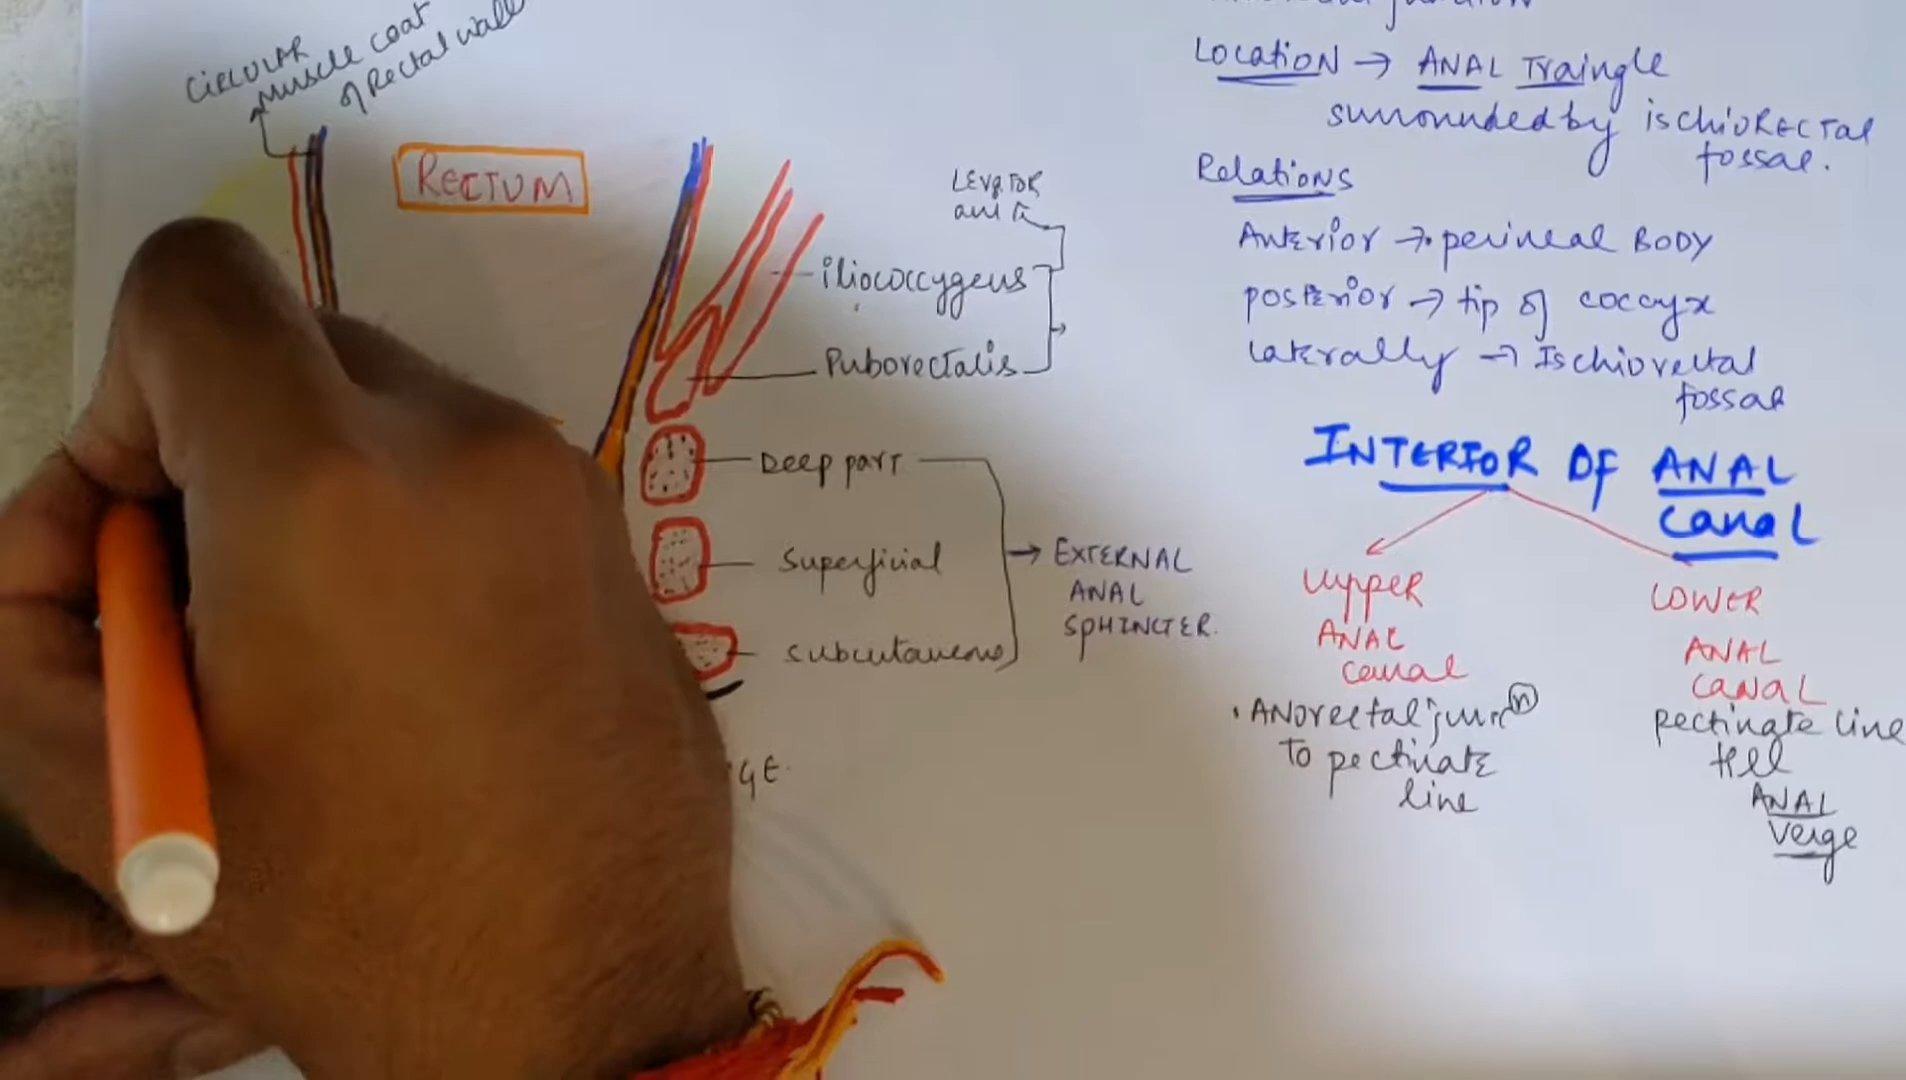 CIRCULAR
Muscle coat
of Rectal wall
RECTUM
LEVATOR
ani
iliococcygeus
Puborectalis
Deep part
Superficial
subcutaneous
EXTERNAL
ANAL
SPHINCTER.
GE.
Location → ANAL Traingle
surrounded by ischioRECTal
fossae.
Relations
Anterior → perineal BODY
posterior → tip of coccyx
laterally → Ischiorectal
fossae
INTERIOR OF ANAL
canal
Upper
ANAL
canal
• ANorectal junc(n)
to pectinate
line
LOWER
ANAL
CANAL
pectinate line
till
ANAL
Verge